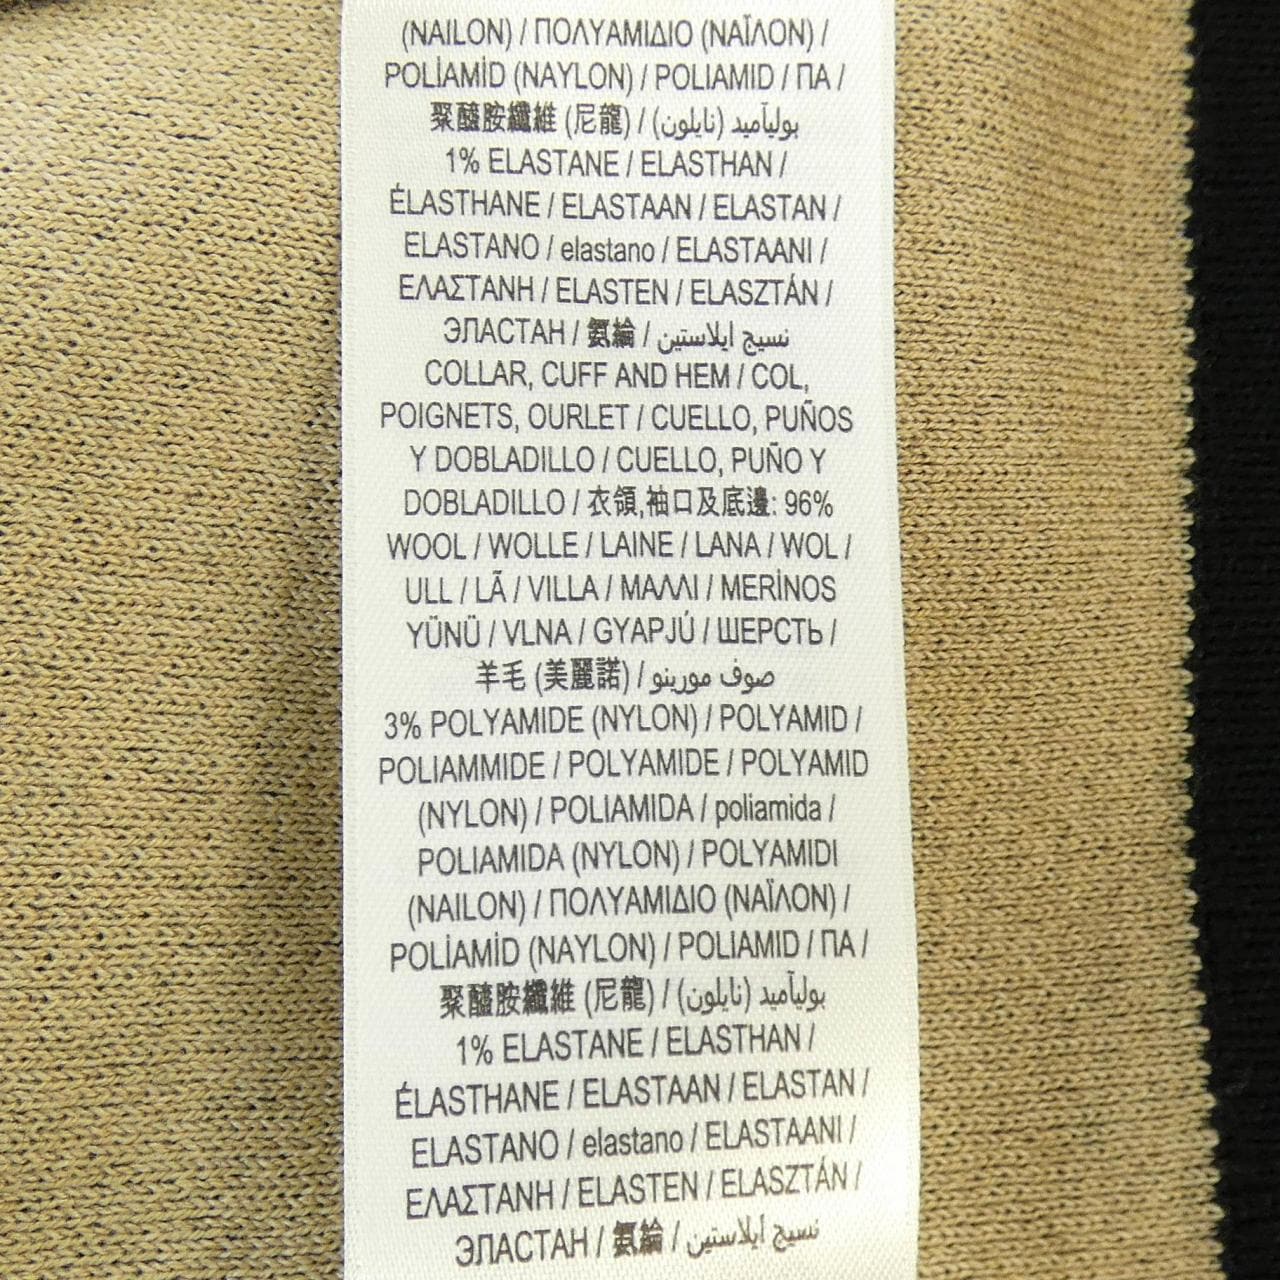 (NAILON) / ΠΟΛΥΑΜΙΔΙΟ (ΝΑΪΛΟΝ) /
POLİAMİD (NAYLON) / POLIAMID / ПА /
聚醯胺纖維 (尼龍) / بوليآميد (نايلون)
1% ELASTANE / ELASTHAN /
ÉLASTHANE / ELASTAAN / ELASTAN /
ELASTANO / elastano / ELASTAANI /
ΕΛΑΣΤΑΝΗ / ELASTEN / ELASZTÁN /
ЭЛАСТАН / 氨綸 / نسيج ايلاستين
COLLAR, CUFF AND HEM / COL,
POIGNETS, OURLET / CUELLO, PUÑOS
Y DOBLADILLO / CUELLO, PUÑO Y
DOBLADILLO / 衣領,袖口及底邊: 96%
WOOL / WOLLE / LAINE / LANA / WOL /
ULL / LÃ / VILLA / ΜΑΛΛΙ / MERİNOS
YÜNÜ / VLNA / GYAPJÚ / ШЕРСТЬ /
羊毛 (美麗諾) / صوف مورينو
3% POLYAMIDE (NYLON) / POLYAMID /
POLIAMMIDE / POLYAMIDE / POLYAMID
(NYLON) / POLIAMIDA / poliamida /
POLIAMIDA (NYLON) / POLYAMIDI
(NAILON) / ΠΟΛΥΑΜΙΔΙΟ (ΝΑΪΛΟΝ) /
POLİAMİD (NAYLON) / POLIAMID / ПА /
聚醯胺纖維 (尼龍) / بوليآميد (نايلون)
1% ELASTANE / ELASTHAN /
ÉLASTHANE / ELASTAAN / ELASTAN /
ELASTANO / elastano / ELASTAANI /
ΕΛΑΣΤΑΝΗ / ELASTEN / ELASZTÁN /
ЭЛАСТАН / 氨綸 / نسيج ايلاستين